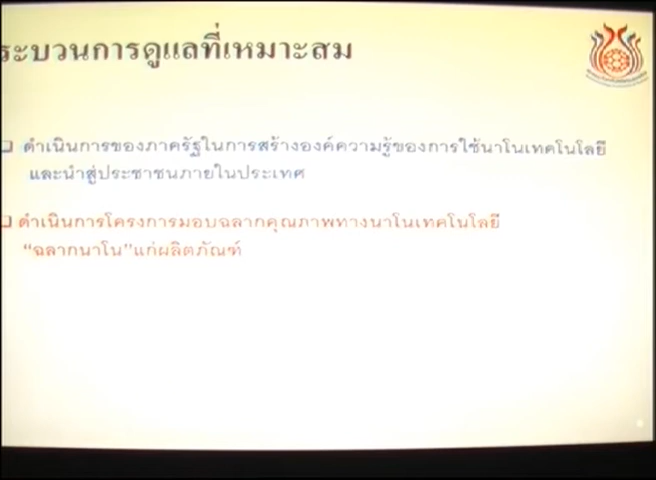 ระบวนการดูแลที่เหมาะสม
ดำเนินการของภาครัฐในการสร้างองค์ความรู้ของการใช้นาโนเทคโนโลยี
และนำสู่ประชาชนภายในประเทศ
ดำเนินการโครงการมอบฉลากคุณภาพทางนาโนเทคโนโลยี
“ฉลากนาโน”แก่ผลิตภัณฑ์